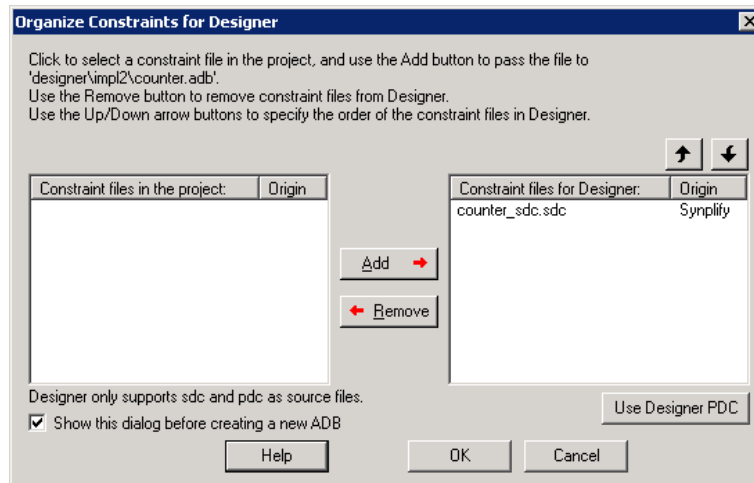 Organize Constraints for Designer
Click to select a constraint file in the project, and use the Add button to pass the file to
'designer\impl2\counter.adb'.
Use the Remove button to remove constraint files from Designer.
Use the Up/Down arrow buttons to specify the order of the constraint files in Designer.
Constraint files in the project: Origin
Constraint files for Designer: Origin
counter_sdc.sdc Synplify
Add
Remove
Designer only supports sdc and pdc as source files.
Show this dialog before creating a new ADB
Use Designer PDC
Help OK Cancel